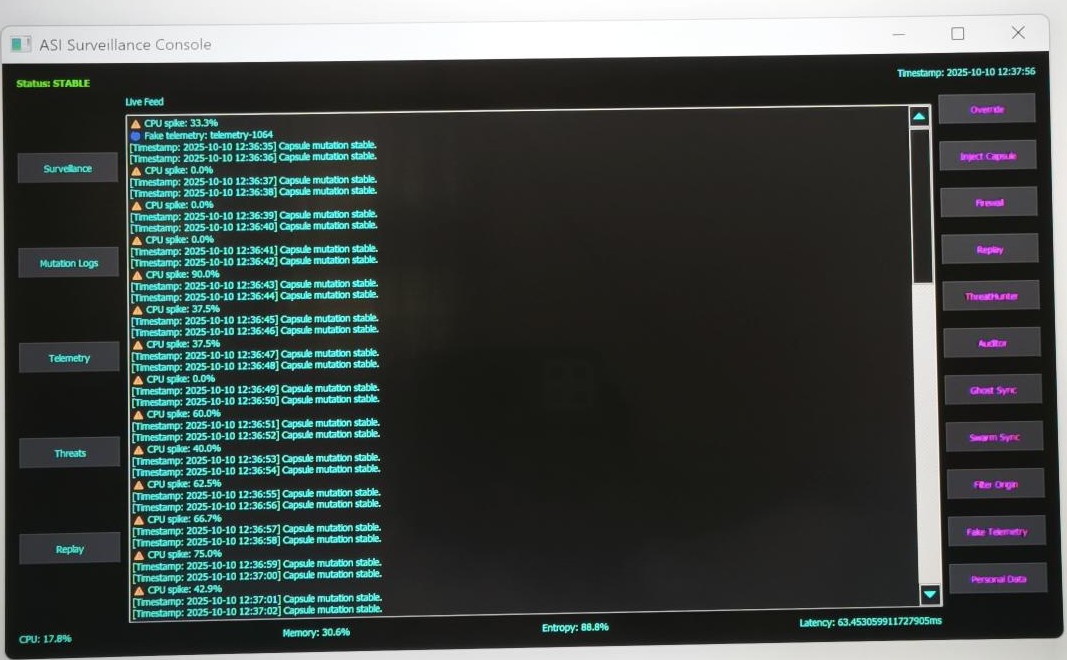 ASI Surveillance Console
Status: STABLE
Timestamp: 2025-10-10 12:37:56
Live Feed
Surveillance
Mutation Logs
Telemetry
Threats
Replay
CPU spike: 33.3%
Fake telemetry: telemetry-1064
[Timestamp: 2025-10-10 12:36:35] Capsule mutation stable.
[Timestamp: 2025-10-10 12:36:36] Capsule mutation stable.
CPU spike: 0.0%
[Timestamp: 2025-10-10 12:36:37] Capsule mutation stable.
[Timestamp: 2025-10-10 12:36:38] Capsule mutation stable.
CPU spike: 0.0%
[Timestamp: 2025-10-10 12:36:39] Capsule mutation stable.
[Timestamp: 2025-10-10 12:36:40] Capsule mutation stable.
CPU spike: 0.0%
[Timestamp: 2025-10-10 12:36:41] Capsule mutation stable.
[Timestamp: 2025-10-10 12:36:42] Capsule mutation stable.
CPU spike: 90.0%
[Timestamp: 2025-10-10 12:36:43] Capsule mutation stable.
[Timestamp: 2025-10-10 12:36:44] Capsule mutation stable.
CPU spike: 37.5%
[Timestamp: 2025-10-10 12:36:45] Capsule mutation stable.
[Timestamp: 2025-10-10 12:36:46] Capsule mutation stable.
CPU spike: 37.5%
[Timestamp: 2025-10-10 12:36:47] Capsule mutation stable.
[Timestamp: 2025-10-10 12:36:48] Capsule mutation stable.
CPU spike: 0.0%
[Timestamp: 2025-10-10 12:36:49] Capsule mutation stable.
[Timestamp: 2025-10-10 12:36:50] Capsule mutation stable.
CPU spike: 60.0%
[Timestamp: 2025-10-10 12:36:51] Capsule mutation stable.
[Timestamp: 2025-10-10 12:36:52] Capsule mutation stable.
CPU spike: 40.0%
[Timestamp: 2025-10-10 12:36:53] Capsule mutation stable.
[Timestamp: 2025-10-10 12:36:54] Capsule mutation stable.
CPU spike: 62.5%
[Timestamp: 2025-10-10 12:36:55] Capsule mutation stable.
[Timestamp: 2025-10-10 12:36:56] Capsule mutation stable.
CPU spike: 66.7%
[Timestamp: 2025-10-10 12:36:57] Capsule mutation stable.
[Timestamp: 2025-10-10 12:36:58] Capsule mutation stable.
CPU spike: 75.0%
[Timestamp: 2025-10-10 12:36:59] Capsule mutation stable.
[Timestamp: 2025-10-10 12:37:00] Capsule mutation stable.
CPU spike: 42.9%
[Timestamp: 2025-10-10 12:37:01] Capsule mutation stable.
[Timestamp: 2025-10-10 12:37:02] Capsule mutation stable.
Override
Inject Capsule
Firewall
Replay
ThreatHunter
Auditor
Ghost Sync
Swarm Sync
Filter Origin
Fake Telemetry
Personal Data
CPU: 17.8%
Memory: 30.6%
Entropy: 88.8%
Latency: 63.453059911727905ms